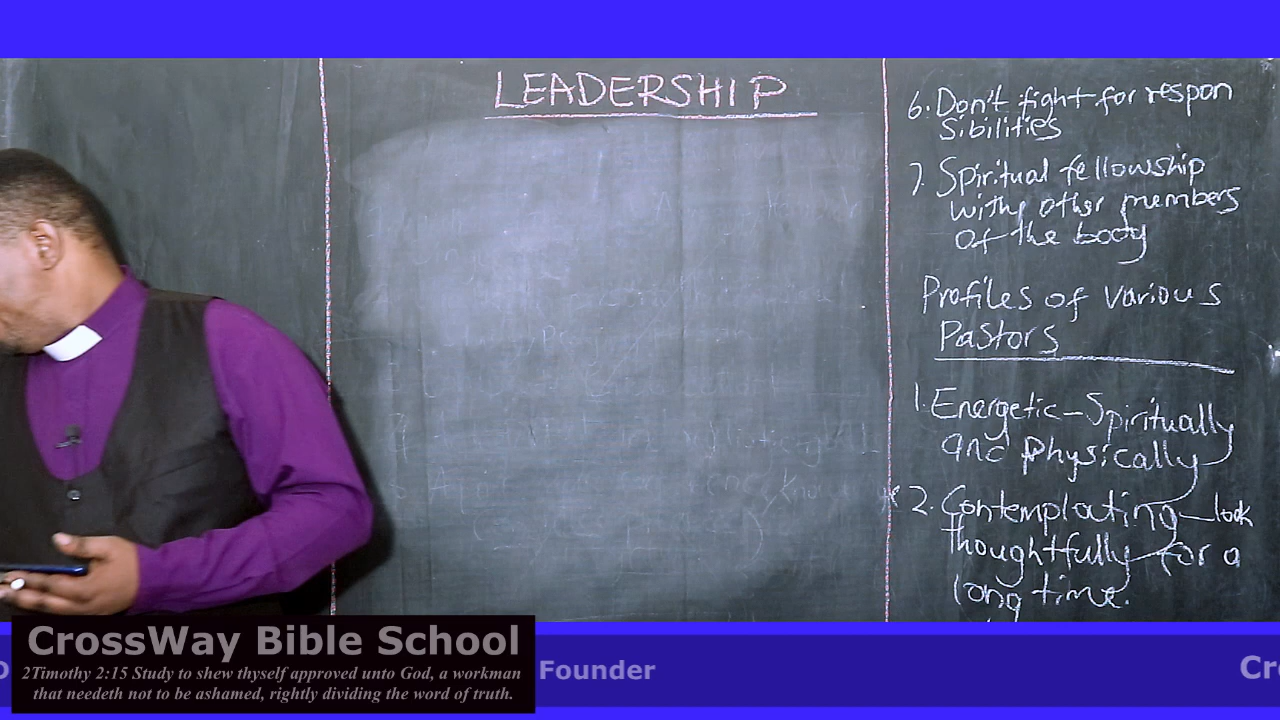 LEADERSHIP
6. Don't fight for respon
sibilities
7. Spiritual fellowship
with other members
of the body
Profiles of various
Pastors
1. Energetic - Spiritually
and Physically
2. Contemplating - look
thoughtfully for a
long time.
CrossWay Bible School
2Timothy 2:15 Study to shew thyself approved unto God, a workman
that needeth not to be ashamed, rightly dividing the word of truth.
Founder